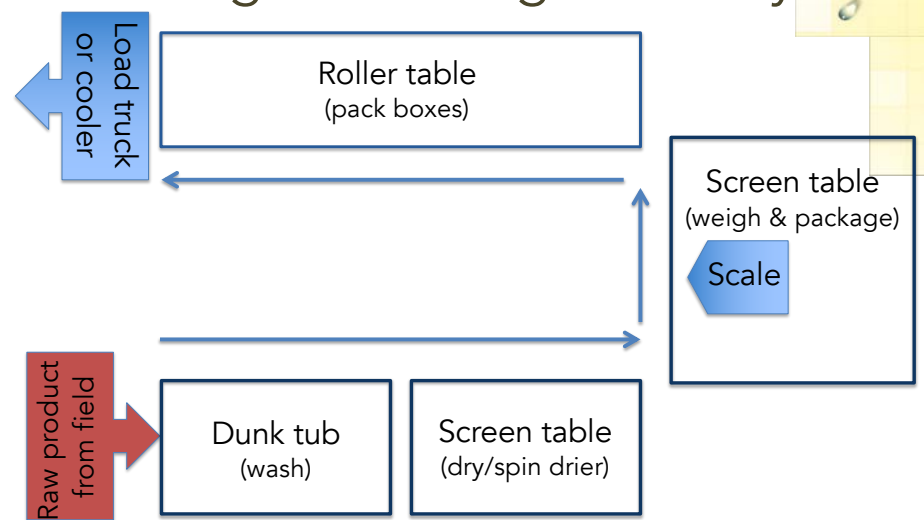 Load truck
or cooler
Roller table
(pack boxes)
Screen table
(weigh & package)
Scale
Raw product
from field
Dunk tub
(wash)
Screen table
(dry/spin drier)